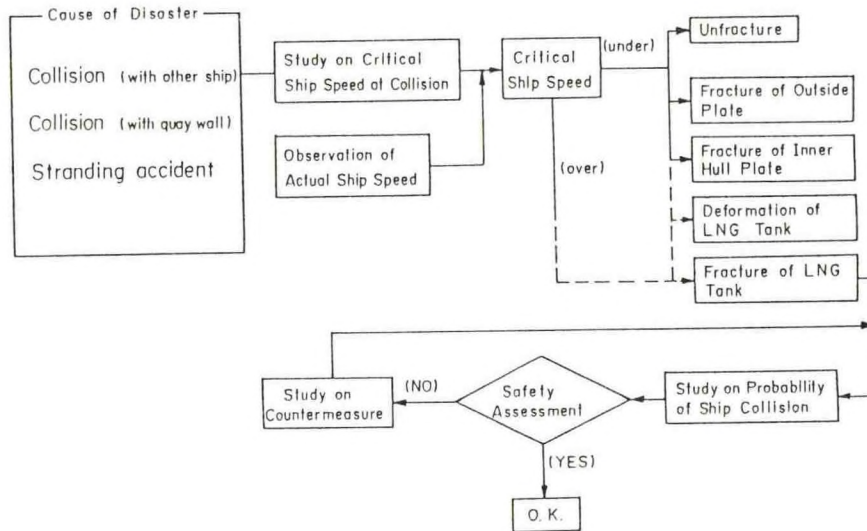 Cause of Disaster
Collision (with other ship)
Collision (with quay wall)
Stranding accident
Study on Critical
Ship Speed at Collision
Observation of
Actual Ship Speed
Critical
Ship Speed
(under)
(over)
Unfracture
Fracture of Outside
Plate
Fracture of Inner
Hull Plate
Deformation of
LNG Tank
Fracture of LNG
Tank
Study on Probability
of Ship Collision
Safety
Assessment
(NO)
Study on
Countermeasure
(YES)
O. K.